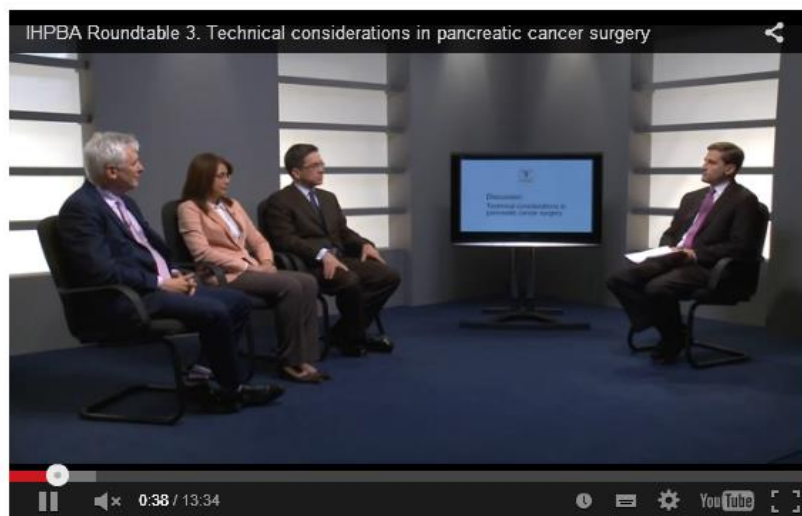 IHPBA Roundtable 3. Technical considerations in pancreatic cancer surgery
Discussion:
Technical considerations in
pancreatic cancer surgery
0:38 / 13:34
YouTube